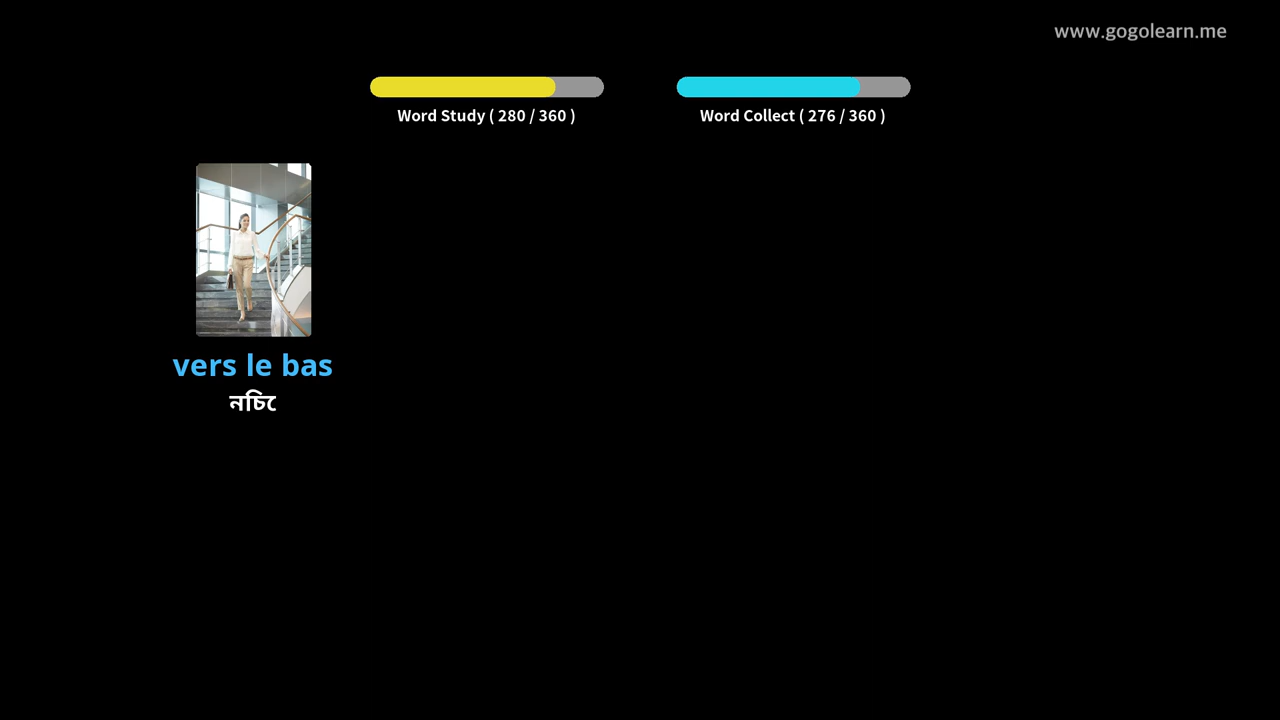 www.gogolearn.me
Word Study ( 280 / 360 )
Word Collect ( 276 / 360 )
vers le bas
নিচে